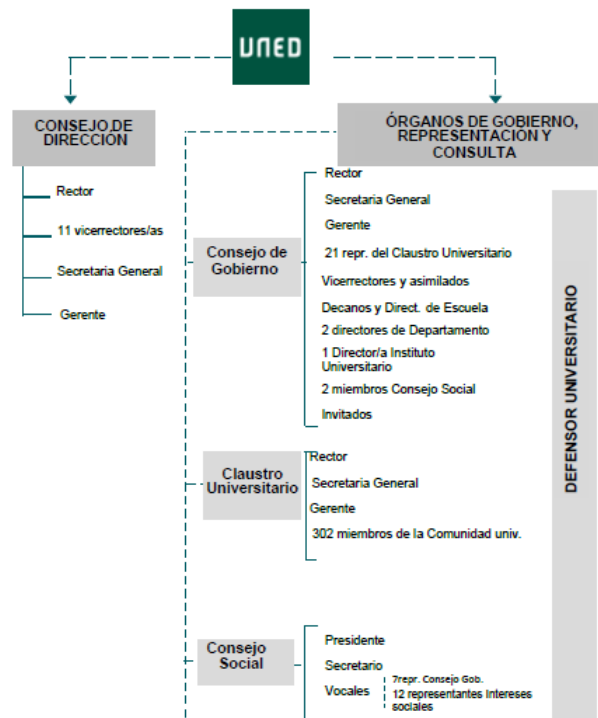 UNED
CONSEJO DE
DIRECCIÓN
Rector
11 vicerrectores/as
Secretaria General
Gerente
ÓRGANOS DE GOBIERNO,
REPRESENTACIÓN Y
CONSULTA
Consejo de
Gobierno
Rector
Secretaria General
Gerente
21 repr. del Claustro Universitario
Vicerrectores y asimilados
Decanos y Direct. de Escuela
2 directores de Departamento
1 Director/a Instituto
Universitario
2 miembros Consejo Social
Invitados
Claustro
Universitario
Rector
Secretaria General
Gerente
302 miembros de la Comunidad univ.
Consejo
Social
Presidente
Secretario
Vocales
7repr. Consejo Gob.
12 representantes Intereses
sociales
DEFENSOR UNIVERSITARIO